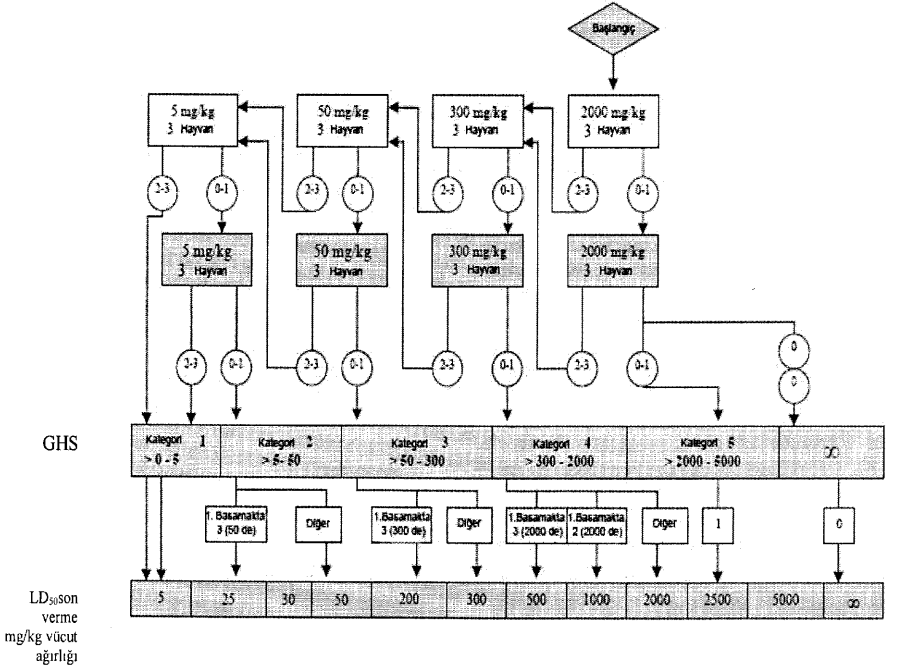 Başlangıç
5 mg/kg
3 Hayvan
50 mg/kg
3 Hayvan
300 mg/kg
3 Hayvan
2000 mg/kg
3 Hayvan
2-3
0-1
2-3
0-1
2-3
0-1
2-3
0-1
5 mg/kg
3 Hayvan
50 mg/kg
3 Hayvan
300 mg/kg
3 Hayvan
2000 mg/kg
3 Hayvan
2-3
0-1
2-3
0-1
2-3
0-1
2-3
0-1
0
0
GHS
Kategori 1
> 0 - 5
Kategori 2
> 5- 50
Kategori 3
> 50 - 300
Kategori 4
> 300 - 2000
Kategori 5
> 2000 - 5000
∞
1.Basamakta
3 (50 de)
Diğer
1.Basamakta
3 (300 de)
Diğer
1.Basamakta
3 (2000 de)
1.Basamakta
2 (2000 de)
Diğer
1
0
LD₅₀son
verme
mg/kg vücut
ağırlığı
5
25
30
50
200
300
500
1000
2000
2500
5000
∞